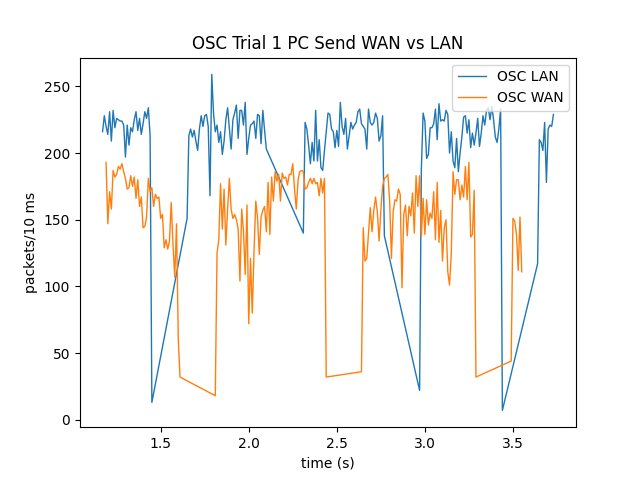 OSC Trial 1 PC Send WAN vs LAN
OSC LAN
OSC WAN
250
200
150
100
50
0
packets/10 ms
1.5 2.0 2.5 3.0 3.5
time (s)